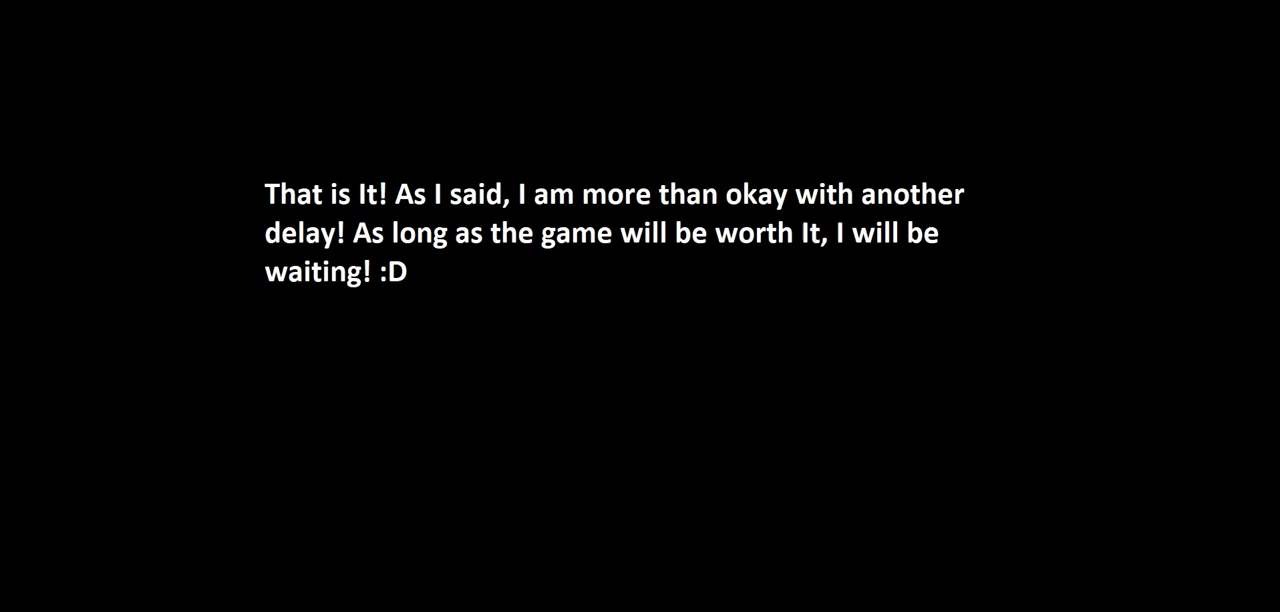 That is It! As I said, I am more than okay with another
delay! As long as the game will be worth It, I will be
waiting! :D